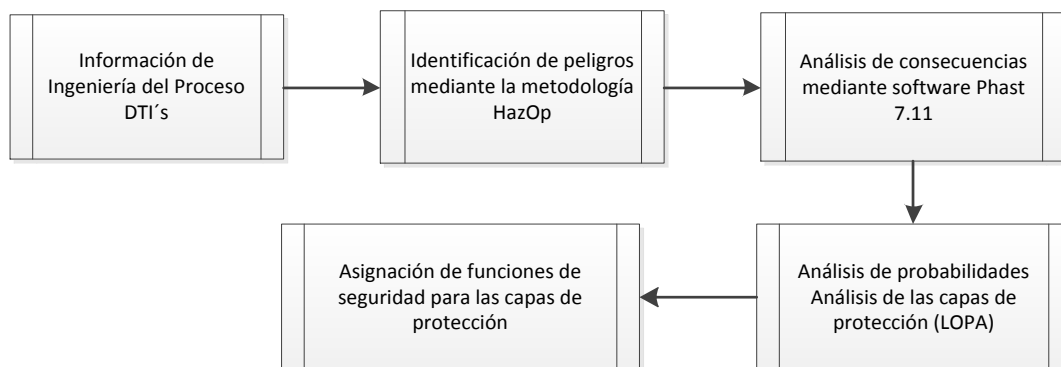 Información de
Ingeniería del Proceso
DTI´s
Identificación de peligros
mediante la metodología
HazOp
Análisis de consecuencias
mediante software Phast
7.11
Análisis de probabilidades
Análisis de las capas de
protección (LOPA)
Asignación de funciones de
seguridad para las capas de
protección